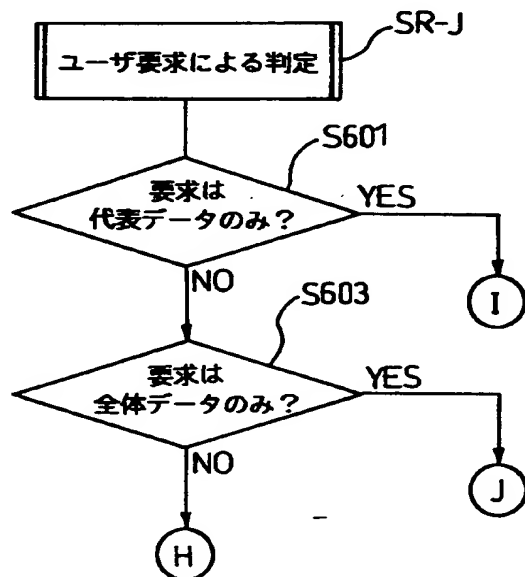 SR-J
ユーザ要求による判定
S601
要求は
代表データのみ?
YES
I
NO
S603
要求は
全体データのみ?
YES
J
NO
H